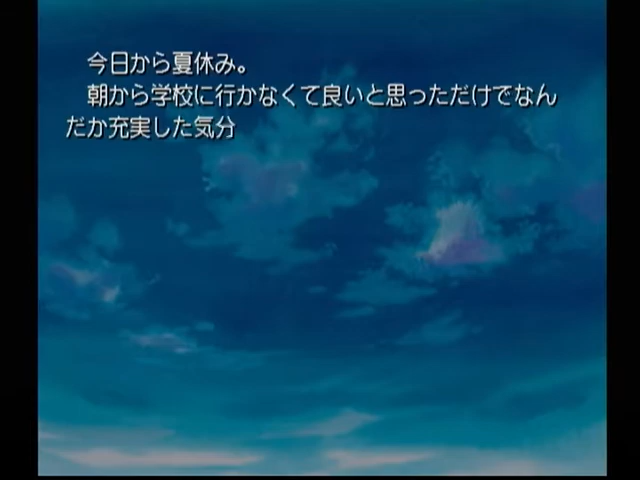 今日から夏休み。
朝から学校に行かなくて良いと思っただけでなん
だか充実した気分